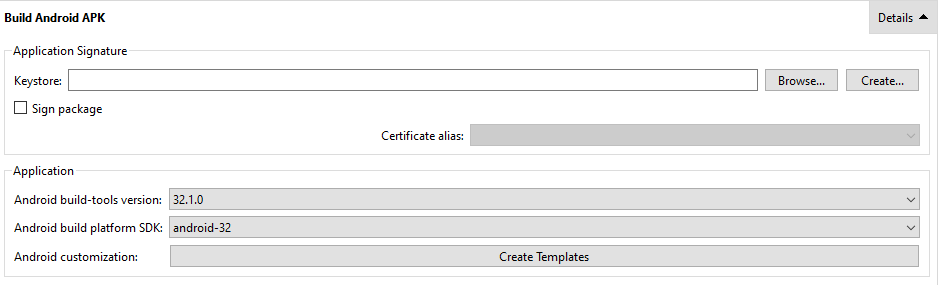 Build Android APK
Details
Application Signature
Keystore:
Browse...
Create...
Sign package
Certificate alias:
Application
Android build-tools version: 32.1.0
Android build platform SDK: android-32
Android customization: Create Templates